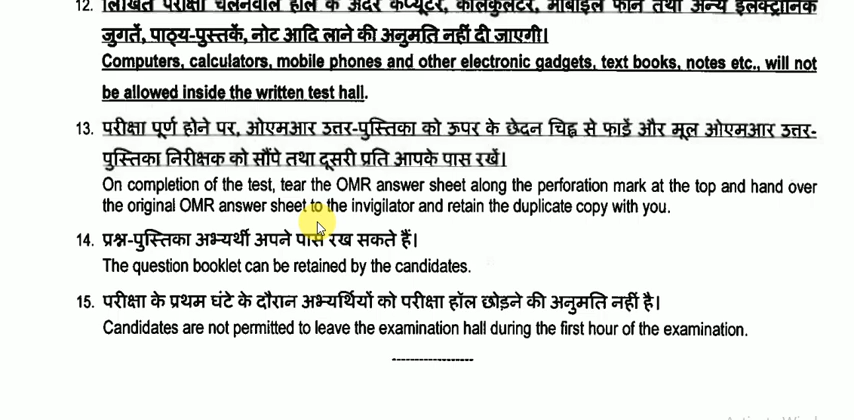 12. लिखित परीक्षा चलनेवाले हॉल के अंदर कंप्यूटर, कैलकुलेटर, मोबाइल फोन तथा अन्य इलेक्ट्रॉनिक
जुगतें, पाठ्य-पुस्तकें, नोट आदि लाने की अनुमति नहीं दी जाएगी।
Computers, calculators, mobile phones and other electronic gadgets, text books, notes etc., will not
be allowed inside the written test hall.
13. परीक्षा पूर्ण होने पर, ओएमआर उत्तर-पुस्तिका को ऊपर के छेदन चिह्न से फाडें और मूल ओएमआर उत्तर-
पुस्तिका निरीक्षक को सौंपे तथा दूसरी प्रति आपके पास रखें।
On completion of the test, tear the OMR answer sheet along the perforation mark at the top and hand over
the original OMR answer sheet to the invigilator and retain the duplicate copy with you.
14. प्रश्न-पुस्तिका अभ्यर्थी अपने पास रख सकते हैं।
The question booklet can be retained by the candidates.
15. परीक्षा के प्रथम घंटे के दौरान अभ्यर्थियों को परीक्षा हॉल छोड़ने की अनुमति नहीं है।
Candidates are not permitted to leave the examination hall during the first hour of the examination.
-------------------